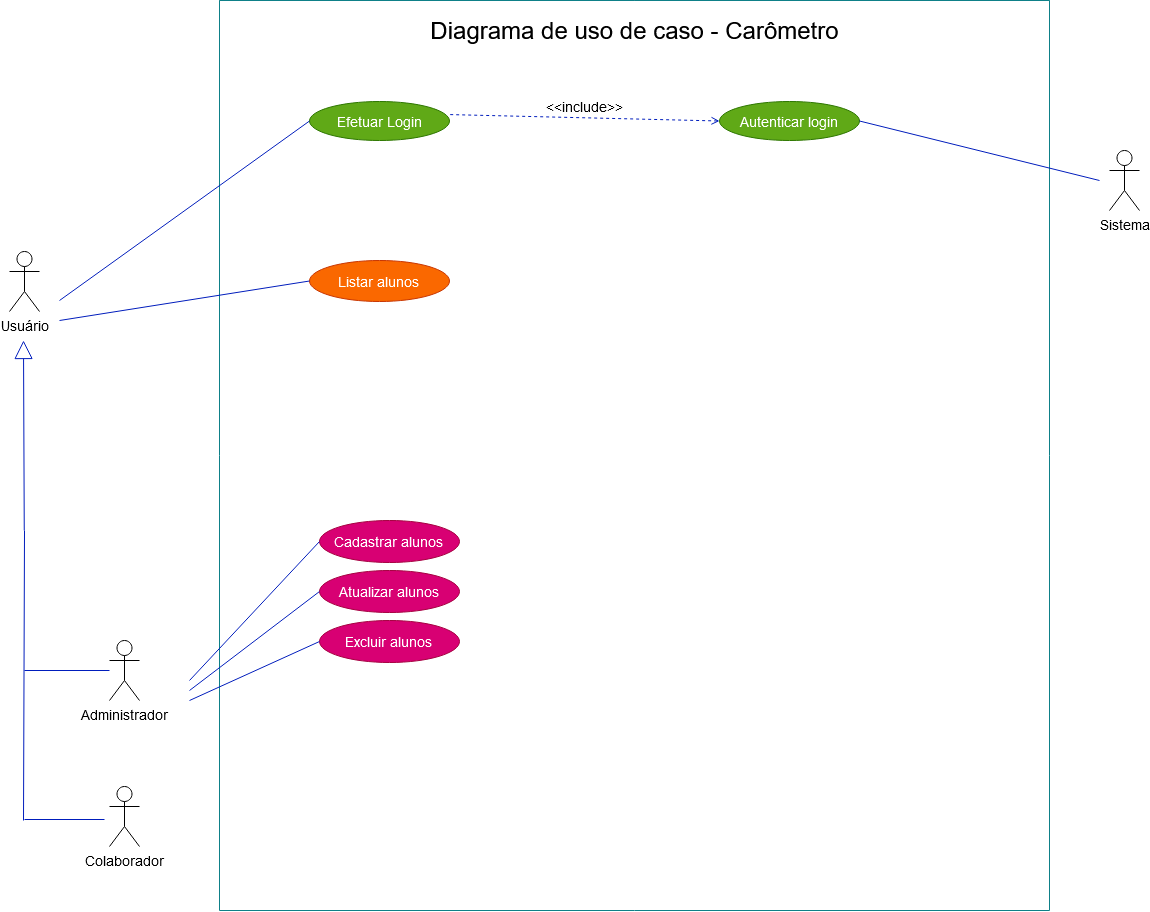 Diagrama de uso de caso - Carômetro
<<include>>
Efetuar Login
Autenticar login
Sistema
Listar alunos
Usuário
Cadastrar alunos
Atualizar alunos
Excluir alunos
Administrador
Colaborador